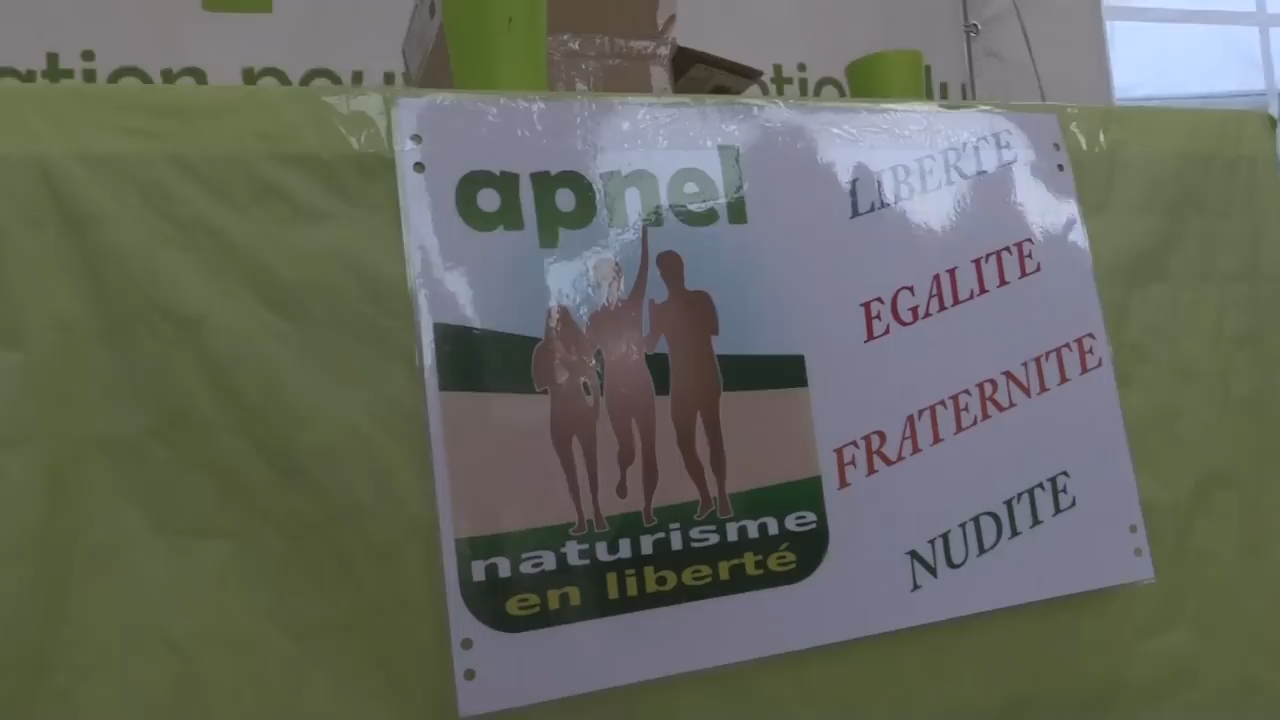 apnel
naturisme
en liberté
LIBERTE
EGALITE
FRATERNITE
NUDITE